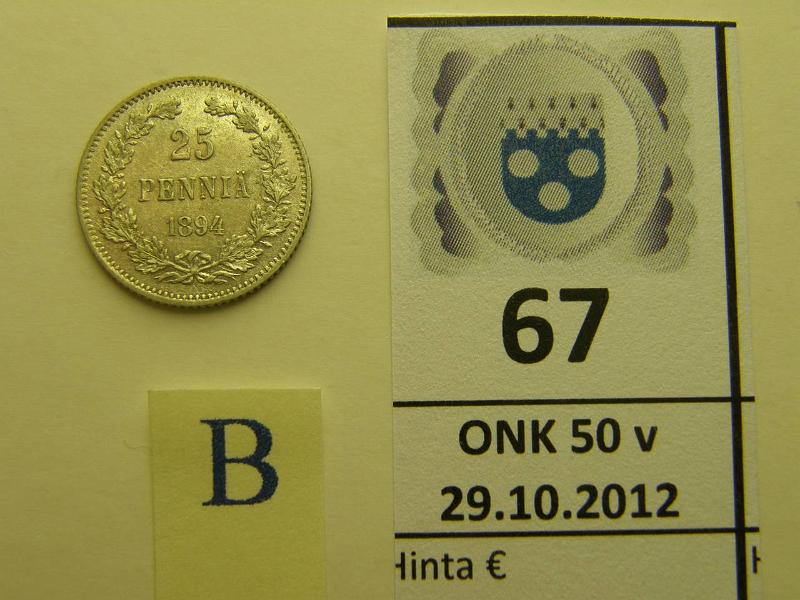 25
PENNIÄ
1894
67
ONK 50 v
29.10.2012
Hinta €
B